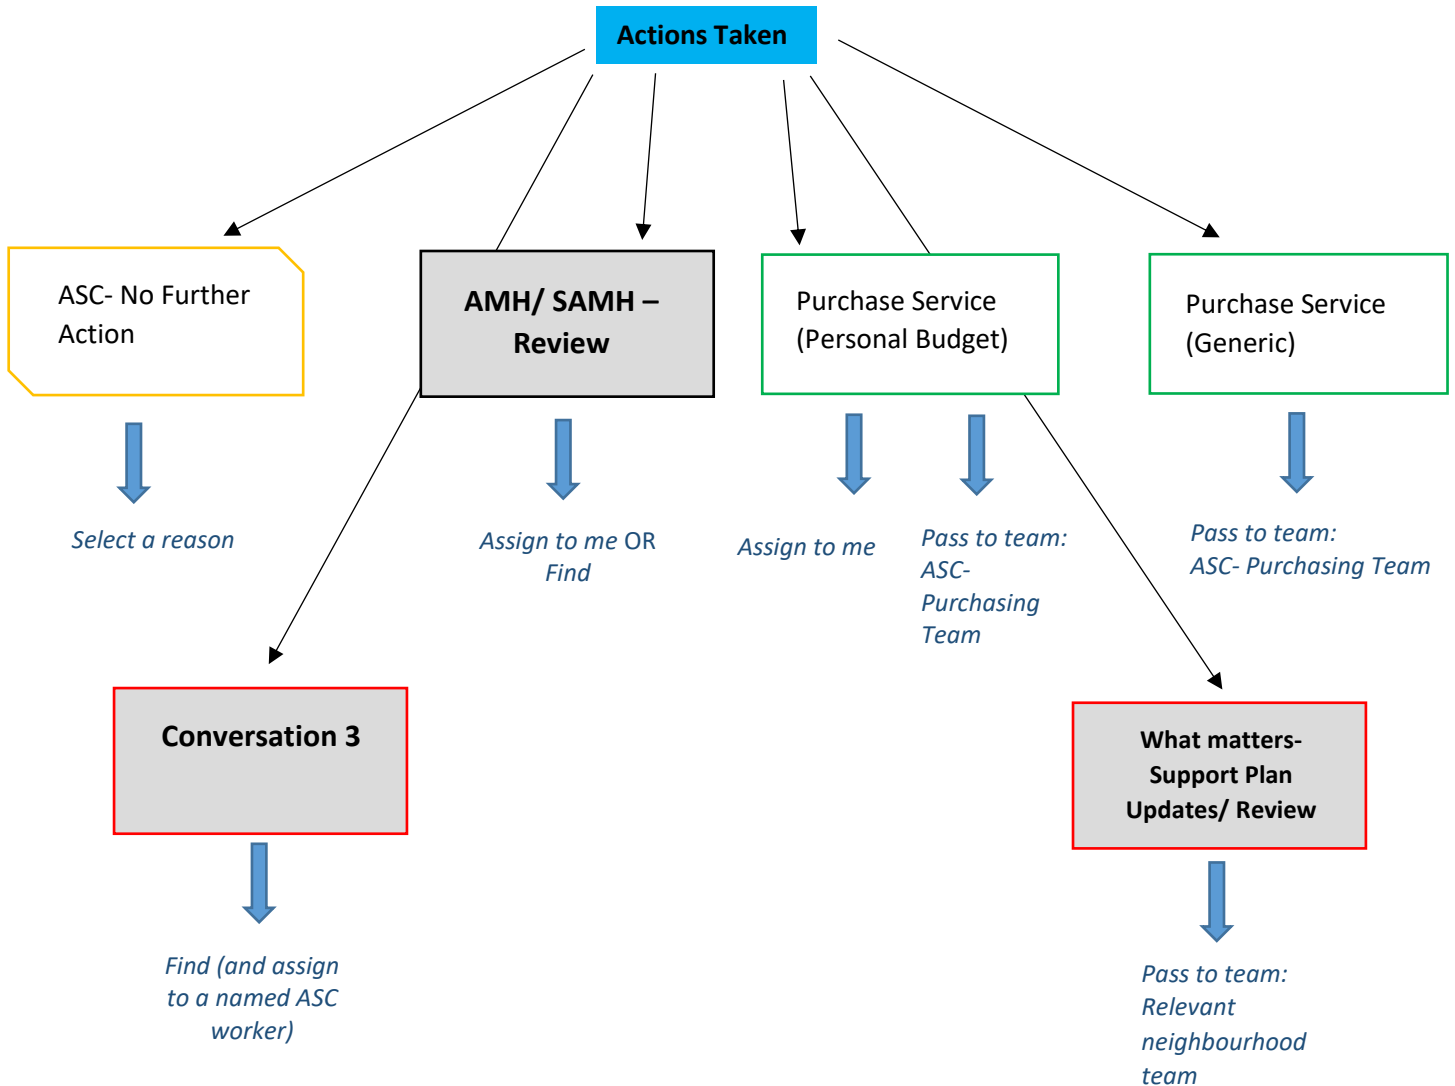 Actions Taken
ASC- No Further
Action
AMH/ SAMH –
Review
Purchase Service
(Personal Budget)
Purchase Service
(Generic)
Select a reason
Assign to me OR
Find
Assign to me
Pass to team:
ASC-
Purchasing
Team
Pass to team:
ASC- Purchasing Team
Conversation 3
What matters-
Support Plan
Updates/ Review
Find (and assign
to a named ASC
worker)
Pass to team:
Relevant
neighbourhood
team